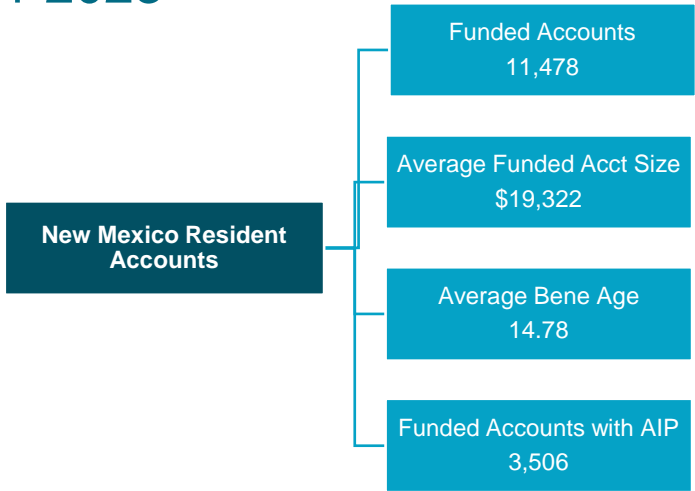 Funded Accounts
11,478
Average Funded Acct Size
$19,322
New Mexico Resident
Accounts
Average Bene Age
14.78
Funded Accounts with AIP
3,506